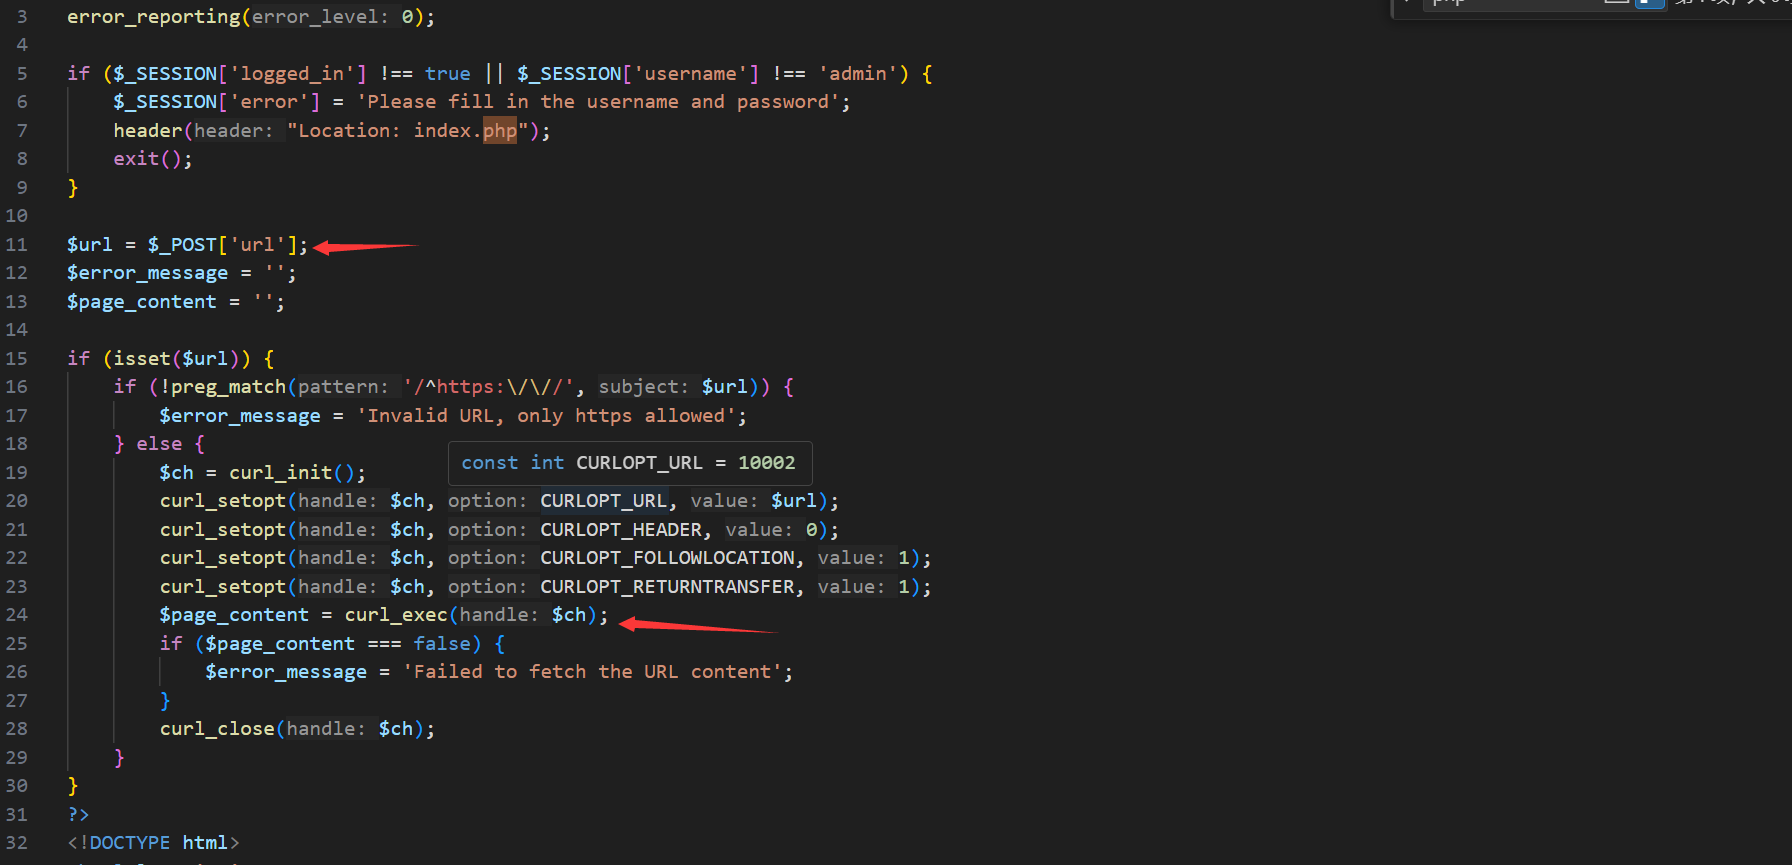 3 error_reporting(error_level: 0);
4
5 if ($_SESSION['logged_in'] !== true || $_SESSION['username'] !== 'admin') {
6 $_SESSION['error'] = 'Please fill in the username and password';
7 header(header: "Location: index.php");
8 exit();
9 }
10
11 $url = $_POST['url'];
12 $error_message = '';
13 $page_content = '';
14
15 if (isset($url)) {
16 if (!preg_match(pattern: '/^https:\/\//', subject: $url)) {
17 $error_message = 'Invalid URL, only https allowed';
18 } else {
const int CURLOPT_URL = 10002
19 $ch = curl_init();
20 curl_setopt(handle: $ch, option: CURLOPT_URL, value: $url);
21 curl_setopt(handle: $ch, option: CURLOPT_HEADER, value: 0);
22 curl_setopt(handle: $ch, option: CURLOPT_FOLLOWLOCATION, value: 1);
23 curl_setopt(handle: $ch, option: CURLOPT_RETURNTRANSFER, value: 1);
24 $page_content = curl_exec(handle: $ch);
25 if ($page_content === false) {
26 $error_message = 'Failed to fetch the URL content';
27 }
28 curl_close(handle: $ch);
29 }
30 }
31 ?>
32 <!DOCTYPE html>